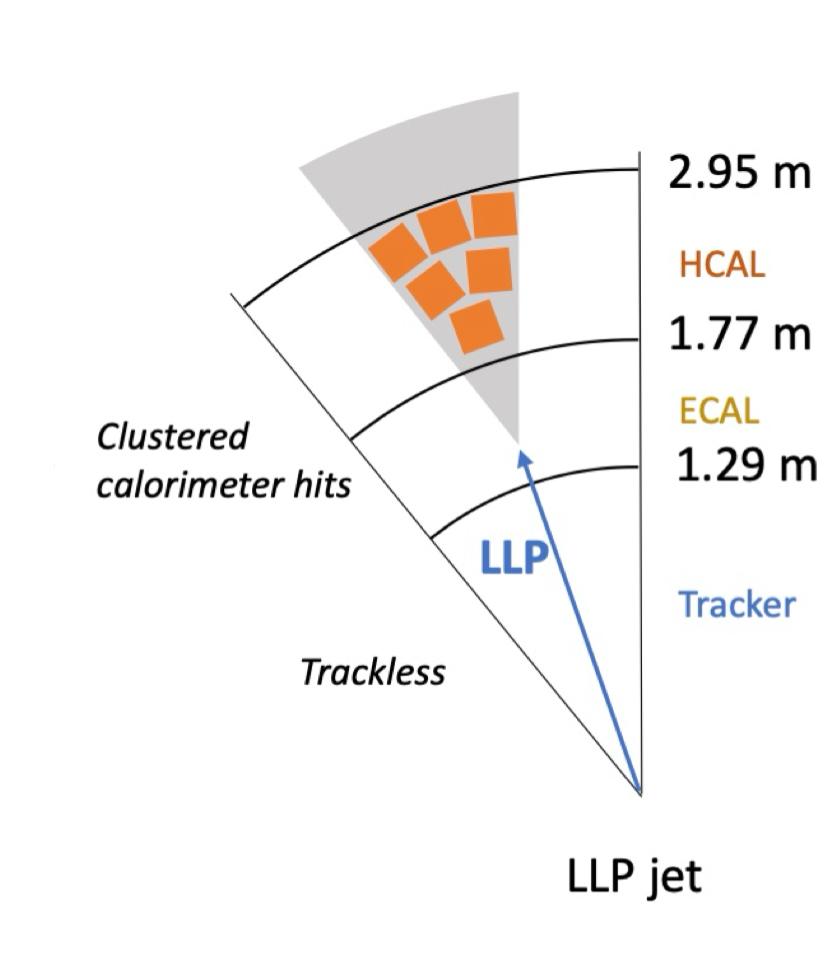 2.95 m
HCAL
1.77 m
ECAL
1.29 m
Clustered
calorimeter hits
LLP
Tracker
Trackless
LLP jet